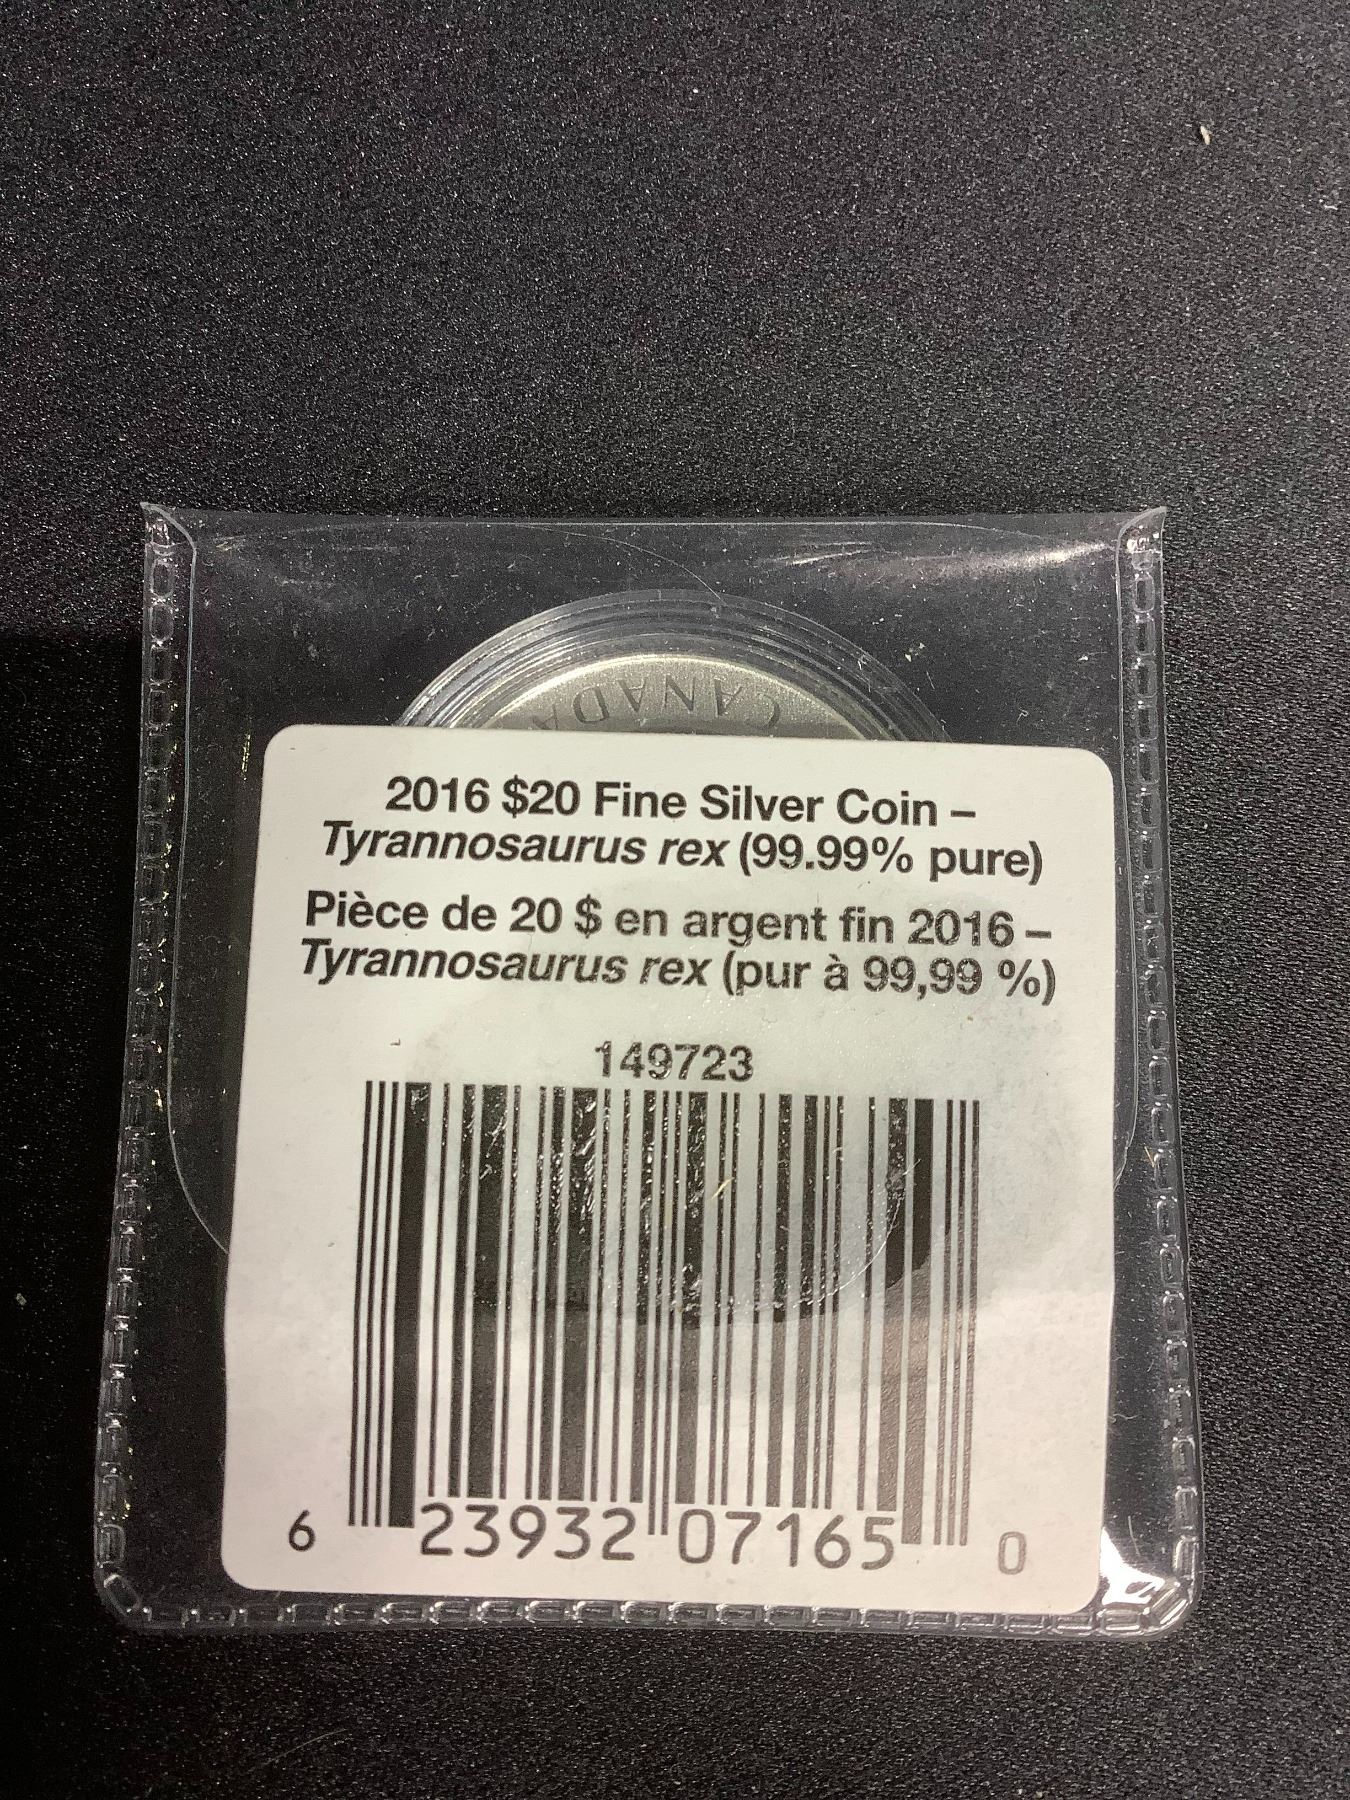 CANADA
2016 $20 Fine Silver Coin –
Tyrannosaurus rex (99.99% pure)
Pièce de 20 $ en argent fin 2016 –
Tyrannosaurus rex (pur à 99,99 %)
149723
6 23932 07165 0